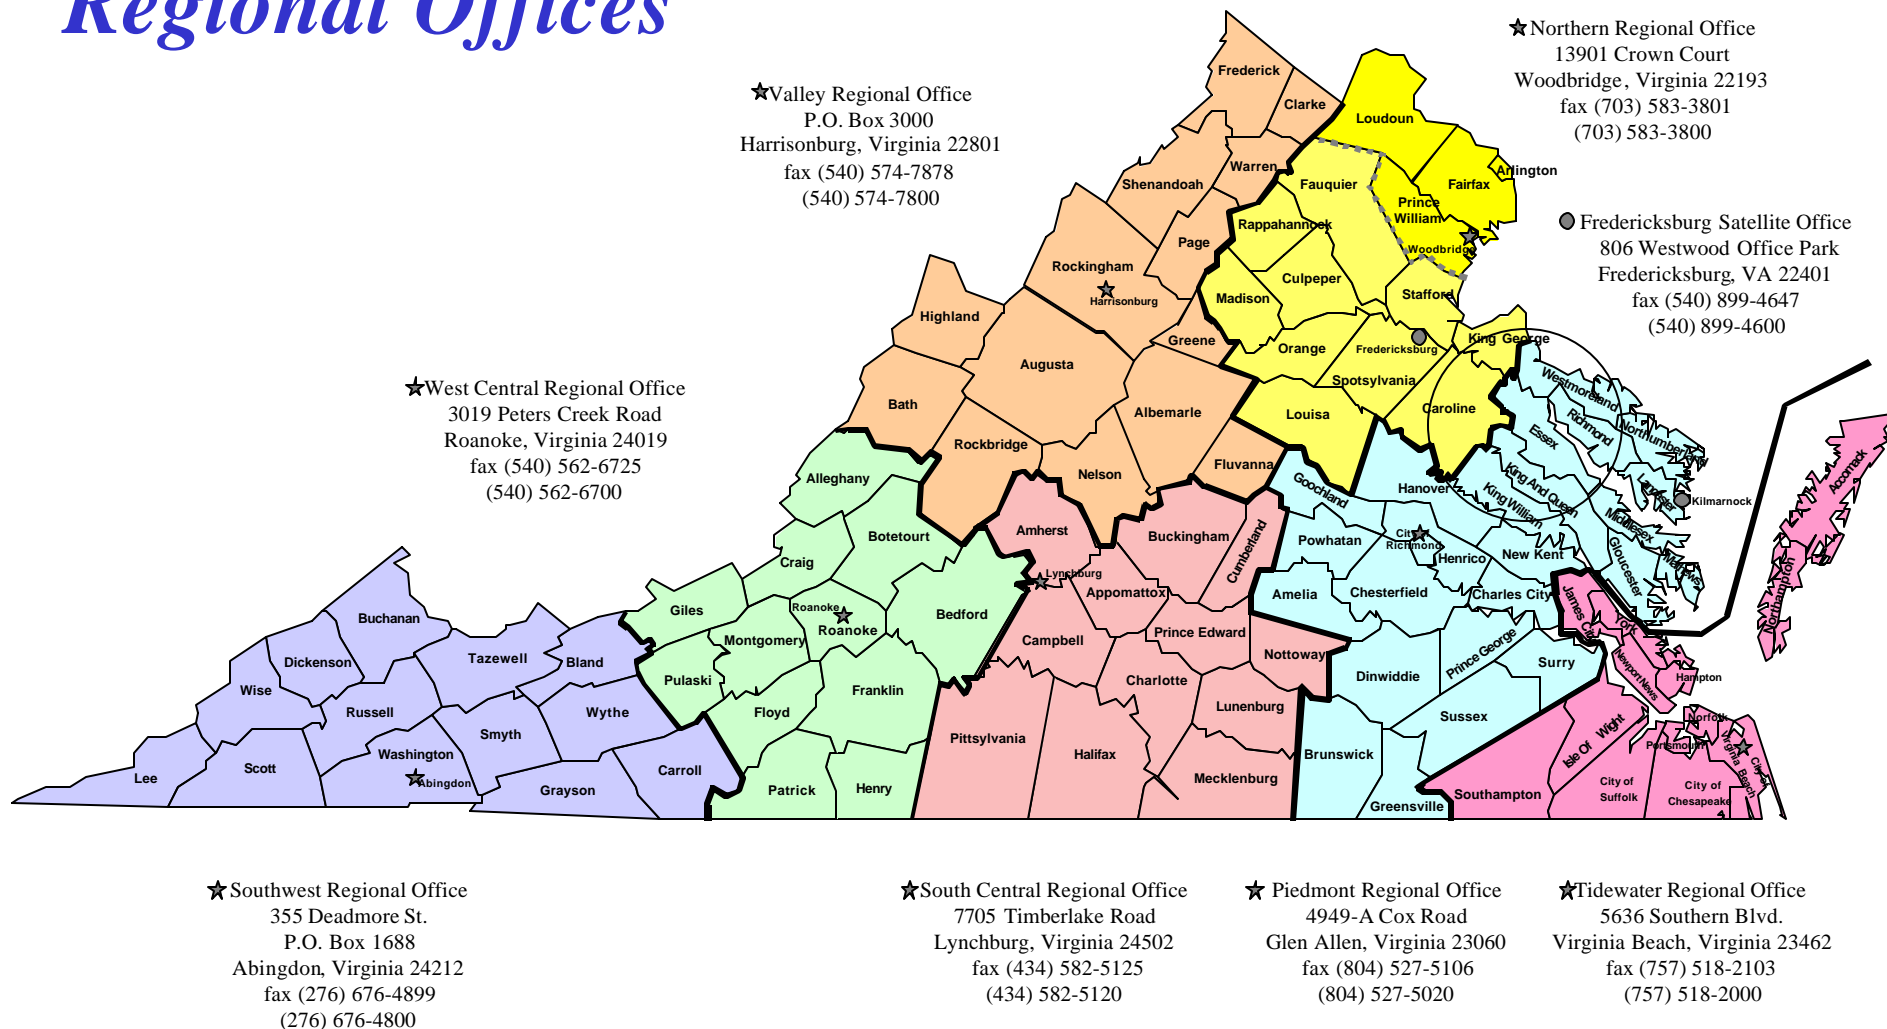 Regional Offices
Northern Regional Office
13901 Crown Court
Woodbridge, Virginia 22193
fax (703) 583-3801
(703) 583-3800
Valley Regional Office
P.O. Box 3000
Harrisonburg, Virginia 22801
fax (540) 574-7878
(540) 574-7800
Fredericksburg Satellite Office
806 Westwood Office Park
Fredericksburg, VA 22401
fax (540) 899-4647
(540) 899-4600
West Central Regional Office
3019 Peters Creek Road
Roanoke, Virginia 24019
fax (540) 562-6725
(540) 562-6700
Frederick
Clarke
Loudoun
Warren
Arlington
Fairfax
Shenandoah
Fauquier
Prince
William
Rappahannock
Page
Woodbridge
Rockingham
Culpeper
Harrisonburg
Madison
Stafford
Highland
Greene
King George
Orange
Fredericksburg
Augusta
Spotsylvania
Westmoreland
Bath
Albemarle
Louisa
Caroline
Richmond
Northumberland
Essex
Rockbridge
Nelson
Fluvanna
Alleghany
Goochland
Hanover
King And Queen
King William
Lancaster
Kilmarnock
Accomack
Middlesex
Amherst
Buckingham
Cumberland
Botetourt
Powhatan
City of
Richmond
Henrico
New Kent
Gloucester
Mathews
Craig
Lynchburg
Appomattox
Amelia
Chesterfield
Charles City
James City
York
Northampton
Giles
Roanoke
Roanoke
Bedford
Buchanan
Montgomery
Campbell
Prince Edward
Nottoway
Prince George
Surry
Newport News
Hampton
Dickenson
Tazewell
Bland
Pulaski
Charlotte
Dinwiddie
Wise
Russell
Wythe
Floyd
Franklin
Lunenburg
Sussex
Isle Of Wight
Norfolk
Portsmouth
City of
Virginia Beach
Smyth
Washington
Pittsylvania
Halifax
Brunswick
Lee
Scott
Abingdon
Carroll
Mecklenburg
Grayson
Patrick
Henry
Greensville
Southampton
City of
Suffolk
City of
Chesapeake
Southwest Regional Office
355 Deadmore St.
P.O. Box 1688
Abingdon, Virginia 24212
fax (276) 676-4899
(276) 676-4800
South Central Regional Office
7705 Timberlake Road
Lynchburg, Virginia 24502
fax (434) 582-5125
(434) 582-5120
Piedmont Regional Office
4949-A Cox Road
Glen Allen, Virginia 23060
fax (804) 527-5106
(804) 527-5020
Tidewater Regional Office
5636 Southern Blvd.
Virginia Beach, Virginia 23462
fax (757) 518-2103
(757) 518-2000